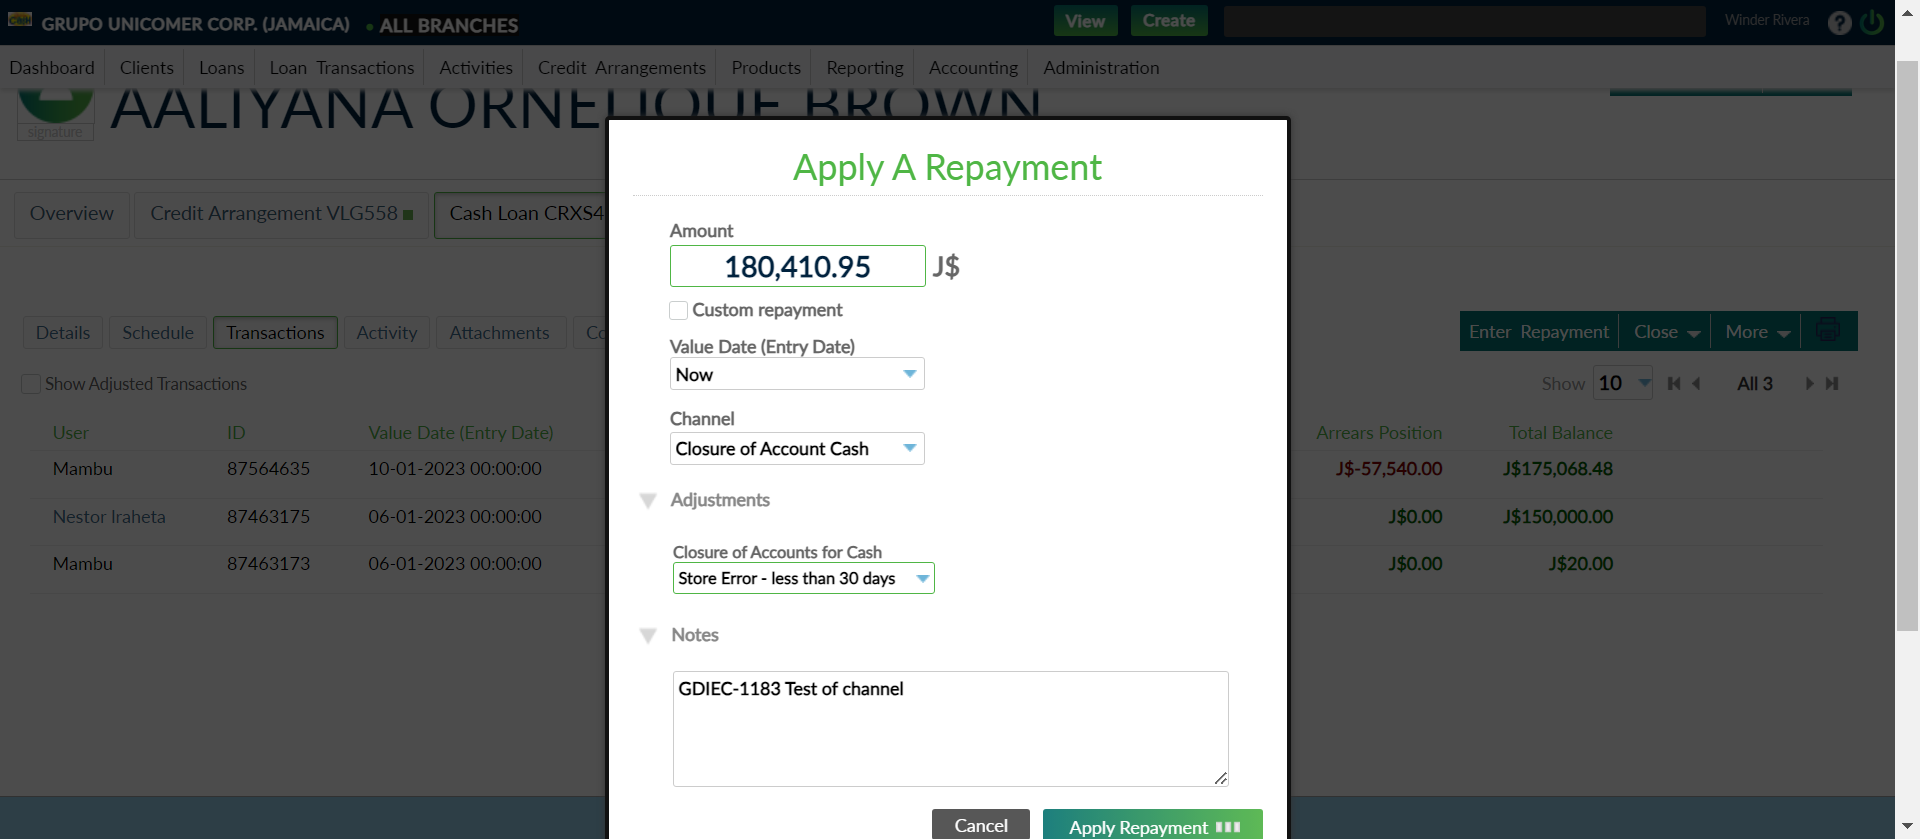 GRUPO UNICOMER CORP. (JAMAICA) • ALL BRANCHES View Create Winder Rivera ?
Dashboard Clients Loans Loan Transactions Activities Credit Arrangements Products Reporting Accounting Administration
AALIYANA ORNELIQUE BROWN
signature
Apply A Repayment
Overview Credit Arrangement VLG558 Cash Loan CRXS4
Amount
180,410.95 J$
Custom repayment
Details Schedule Transactions Activity Attachments Co
Enter Repayment Close More
Value Date (Entry Date)
Now
Show Adjusted Transactions
Show 10 All 3
Channel
Closure of Account Cash
User ID Value Date (Entry Date) Arrears Position Total Balance
Mambu 87564635 10-01-2023 00:00:00 J$-57,540.00 J$175,068.48
Adjustments
Nestor Iraheta 87463175 06-01-2023 00:00:00 J$0.00 J$150,000.00
Closure of Accounts for Cash
Store Error - less than 30 days
Mambu 87463173 06-01-2023 00:00:00 J$0.00 J$20.00
Notes
GDIEC-1183 Test of channel
Cancel Apply Repayment